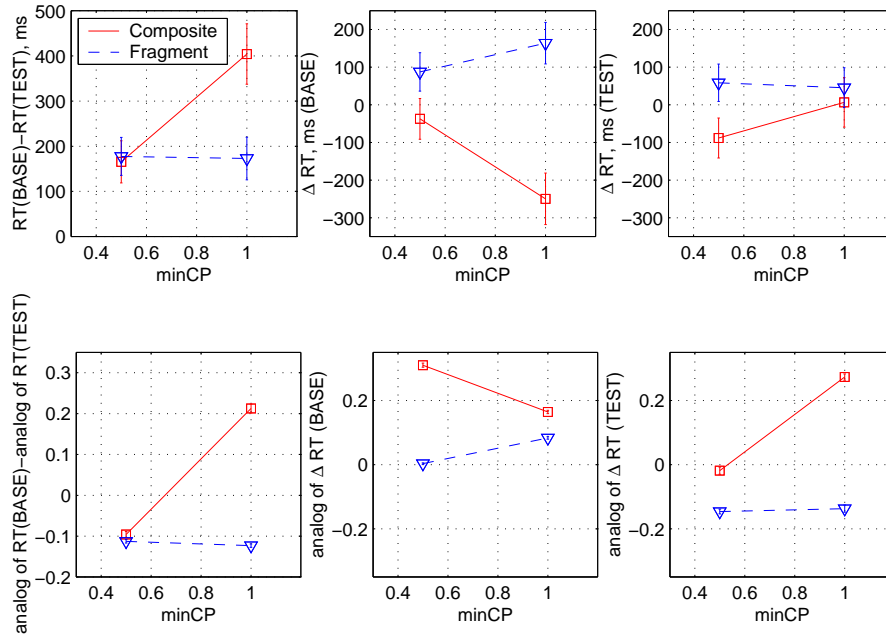 Composite
Fragment
RT(BASE)−RT(TEST), ms
500
400
300
200
100
0
0.4 0.6 0.8 1
minCP
Δ RT, ms (BASE)
200
100
0
−100
−200
−300
0.4 0.6 0.8 1
minCP
Δ RT, ms (TEST)
200
100
0
−100
−200
−300
0.4 0.6 0.8 1
minCP
analog of RT(BASE)−analog of RT(TEST)
0.3
0.2
0.1
0
−0.1
−0.2
0.4 0.6 0.8 1
minCP
analog of Δ RT (BASE)
0.2
0
−0.2
0.4 0.6 0.8 1
minCP
analog of Δ RT (TEST)
0.2
0
−0.2
0.4 0.6 0.8 1
minCP